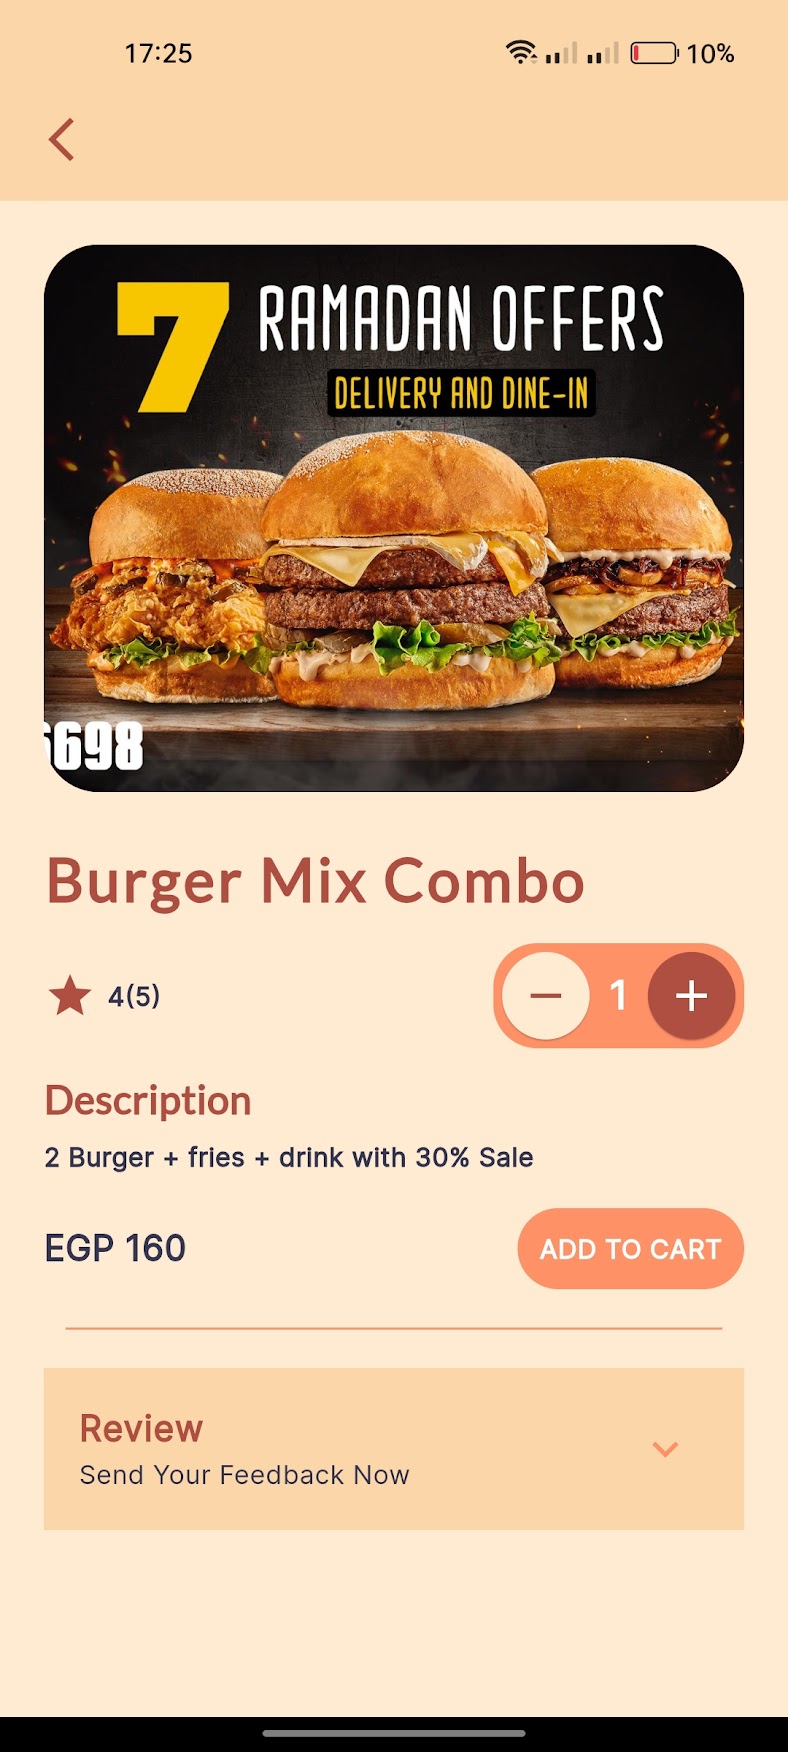 17:25 10%
7 RAMADAN OFFERS
DELIVERY AND DINE-IN
698
Burger Mix Combo
4(5) 1
Description
2 Burger + fries + drink with 30% Sale
EGP 160 ADD TO CART
Review
Send Your Feedback Now